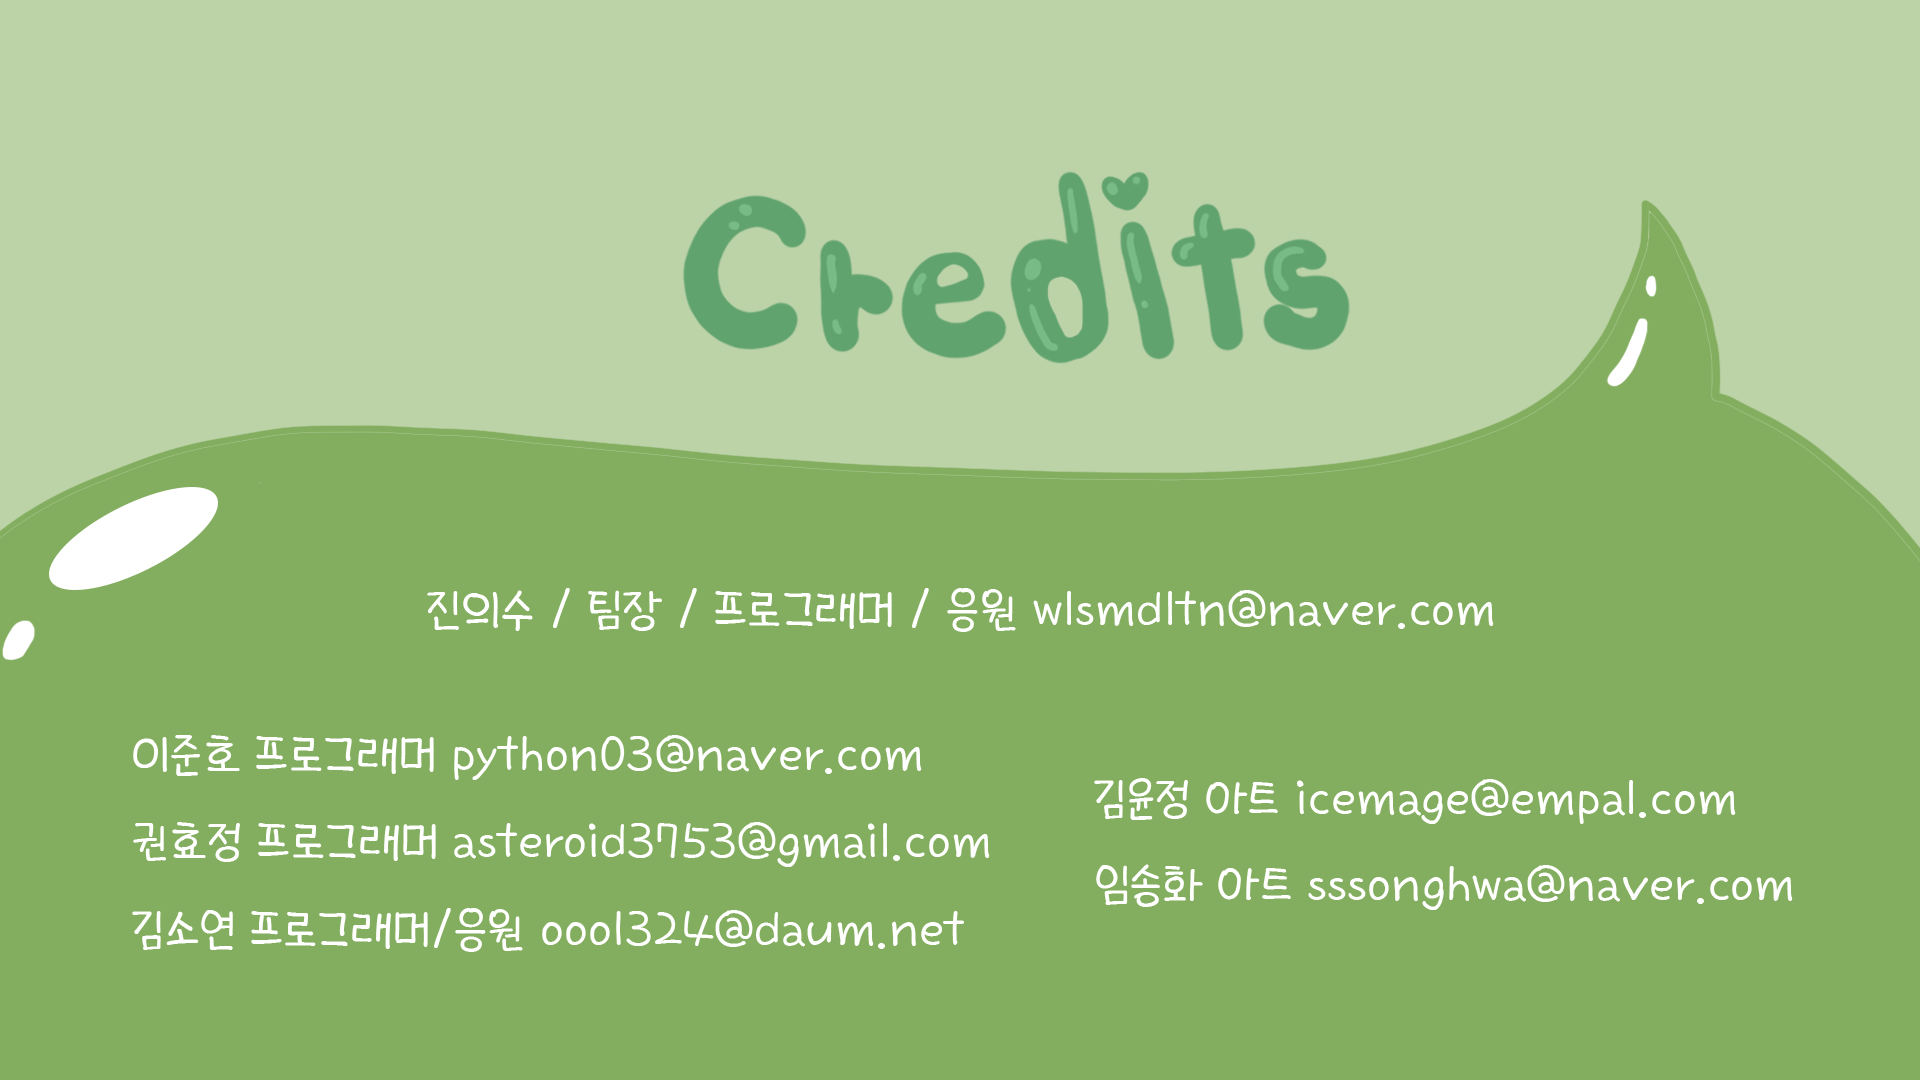 Credits
진의수 / 팀장 / 프로그래머 / 응원 wlsmdltn@naver.com
이준호 프로그래머 python03@naver.com
권효정 프로그래머 asteroid3753@gmail.com
김소연 프로그래머/응원 oool324@daum.net
김윤정 아트 icemage@empal.com
임송화 아트 sssonghwa@naver.com